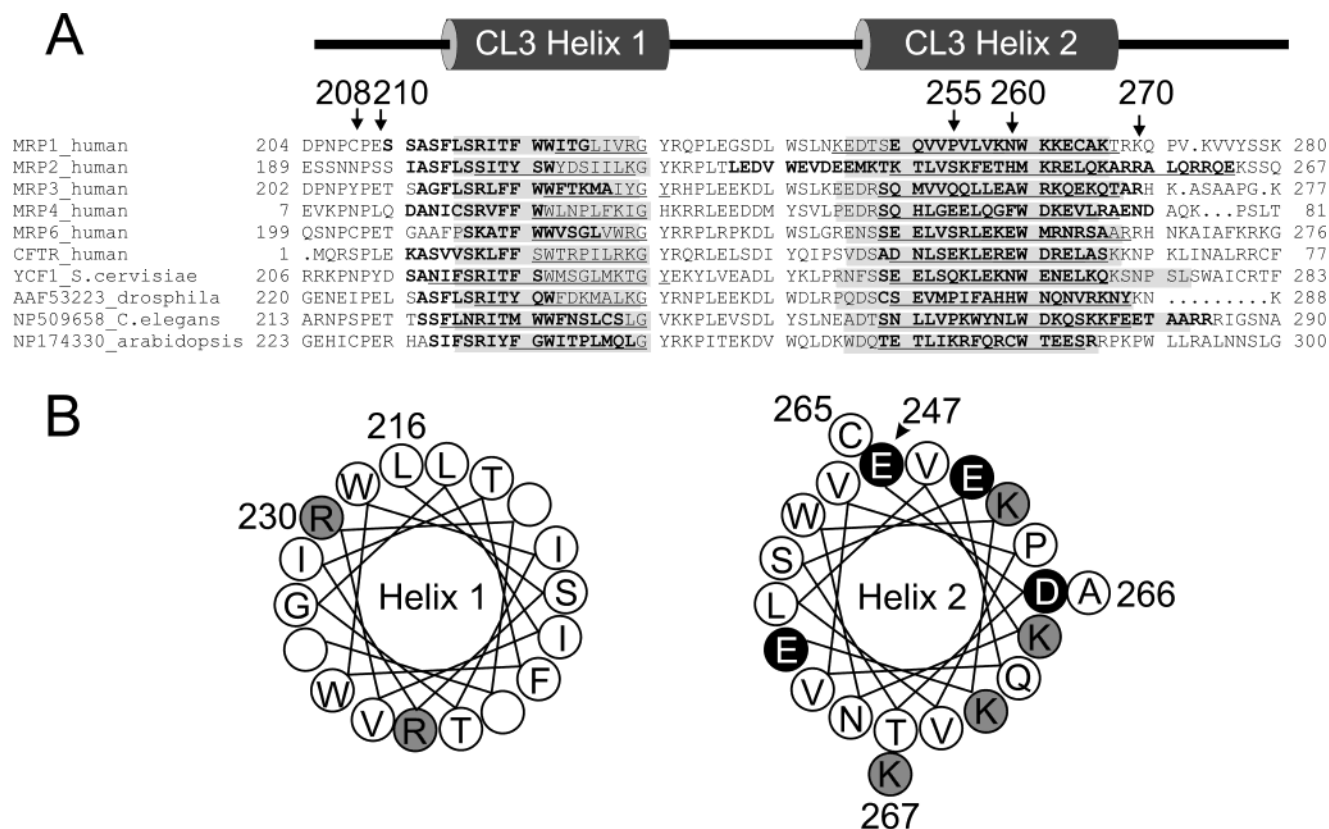 A
CL3 Helix 1 CL3 Helix 2
208 210 255 260 270
MRP1_human 204 DPNPCPESS SASFLSRITF WWITGLIVRG YRQPLEGSDL WSLNKEDTSE QVVPVLVKNW KKECAKTRKQ PV.KVVYSSK 280
MRP2_human 189 ESSNNPSS IASFLSSITY SWYDSIILKG YKRPLTLEDV WEVDEEMKTK TLVSKFETHM KRELQKARRA LQRRQEKSSQ 267
MRP3_human 202 DPNPYPET SAGFLSRLFF WWFTKMAIYG YRHPLEEKDL WSLKEEDRSQ MVVQQLLEAW RKQEKQTARH K.ASAAPG.K 277
MRP4_human 7 EVKPNPLQ DANICSRVFF WWLNPLFKIG HKRRLEEDDM YSVLPEDRSQ HLGEELQGFW DKEVLRAEND AQK...PSLT 81
MRP6_human 199 QSNPCPET GAAFPSKATF WWVSGLVWRG YRRPLRPKDL WSLGRENSSE ELVSRLEKEW MRNRSAARRH NKAIAFKRKG 276
CFTR_human 1 .MQRSPLE KASVVSKLFF SWTRPILRKG YRQRLELSDI YQIPSVDSAD NLSEKLEREW DRELASKKNP KLINALRRCF 77
YCF1_S.cervisiae 206 RRKPNPYD SANIFSRITF SWMSGLMKTG YEKYLVEADL YKLPRNFSSE ELSQKLEKNW ENELKQKSNP SLSWAICRTF 283
AAF53223_drosphila 220 GENEIPEL SASFLSRITY QWFDKMALKG YRNPLEEKDL WDLRPQDSCS EVMPIFAHHW NQNVRKNYKN .........K 288
NP509658_C.elegans 213 ARNPSPET TSSFLNRITM WWFNSLCSLG VKKPLEVSDL YSLNEADTSN LLVPKWYNLW DKQSKKFEET AARRRIGSNA 290
NP174330_arabidopsis 223 GEHICPER HASIFSRIYF GWITPLMQLG YRKPITEKDV WQLDKWDQTE TLIKRFQRCW TEESRRPKPW LLRALNNSLG 300
B
216
L L T I S I F T R V W G I R W
230
Helix 1
265 247
C E V E K P D A K Q K V T K N V E L S W V
266
267
Helix 2